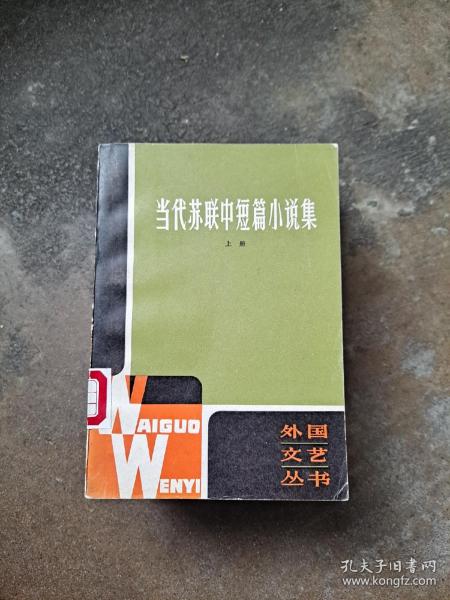 当代苏联中短篇小说集
上册
WAIGUO
WENYI
外国
文艺
丛书
孔夫子旧书网
www.kongfz.com